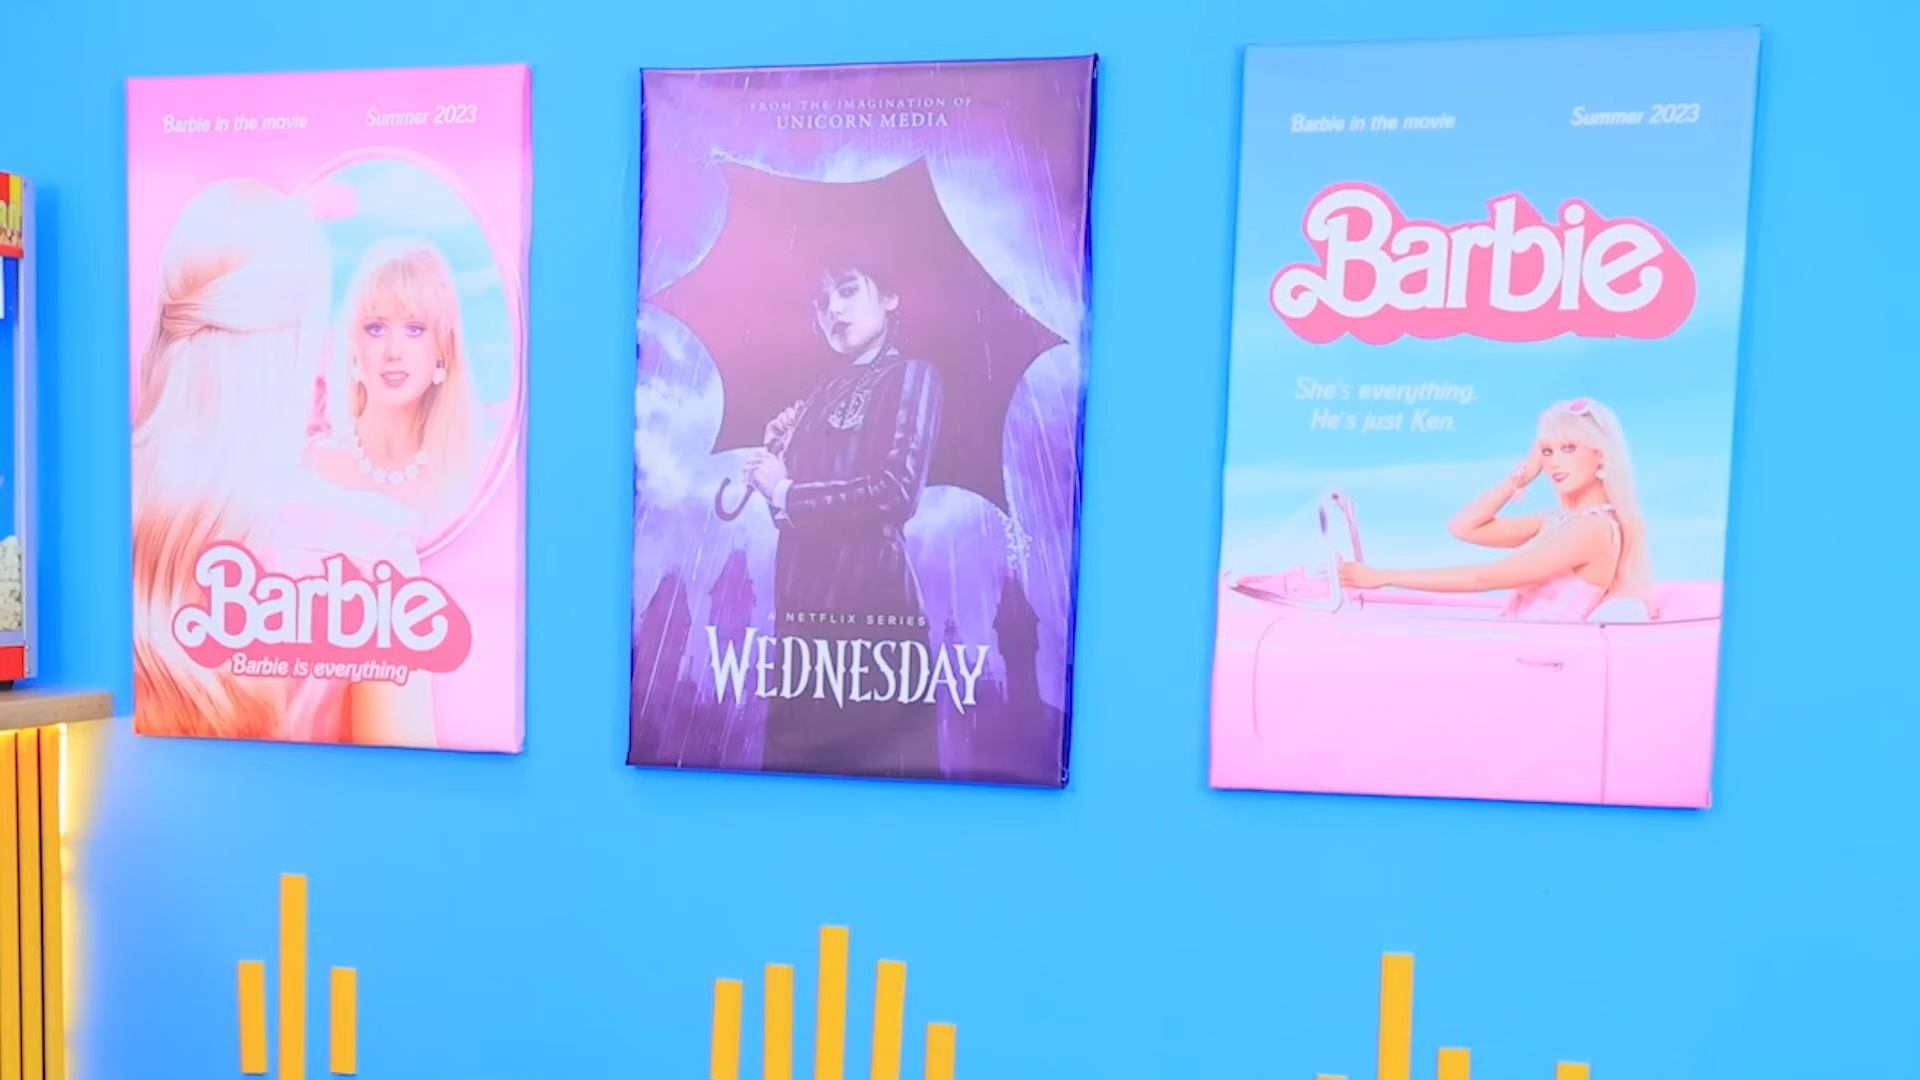 Barbie in the movie
Summer 2023
Barbie
Barbie is everything
FROM THE IMAGINATION OF
UNICORN MEDIA
A NETFLIX SERIES
WEDNESDAY
Barbie in the movie
Summer 2023
Barbie
She's everything.
He's just Ken.